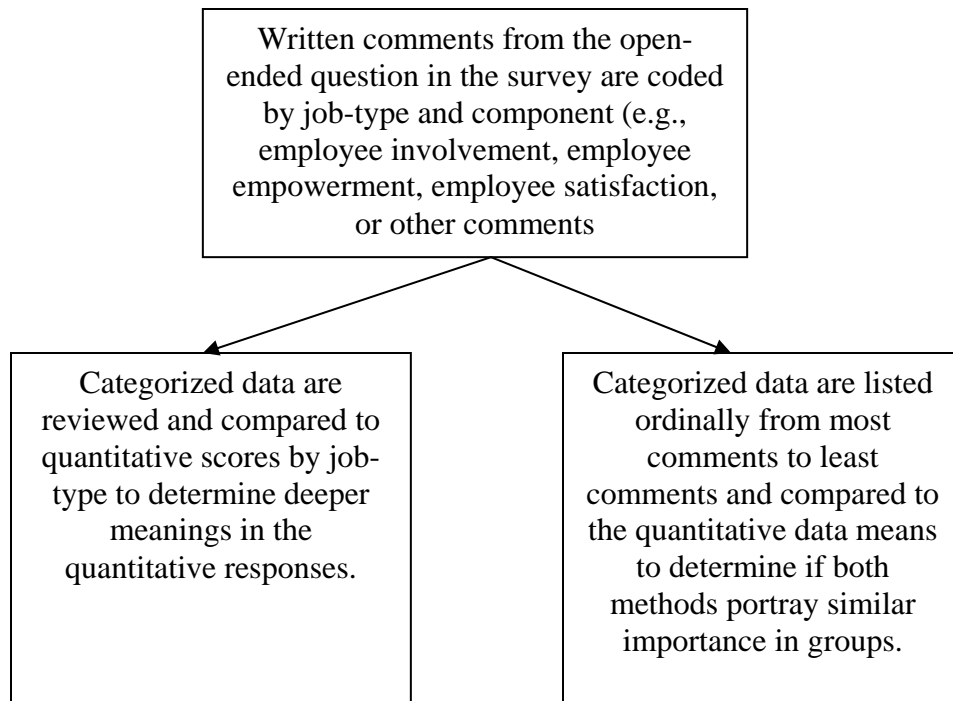 Written comments from the open-
ended question in the survey are coded
by job-type and component (e.g.,
employee involvement, employee
empowerment, employee satisfaction,
or other comments
Categorized data are
reviewed and compared to
quantitative scores by job-
type to determine deeper
meanings in the
quantitative responses.
Categorized data are listed
ordinally from most
comments to least
comments and compared to
the quantitative data means
to determine if both
methods portray similar
importance in groups.